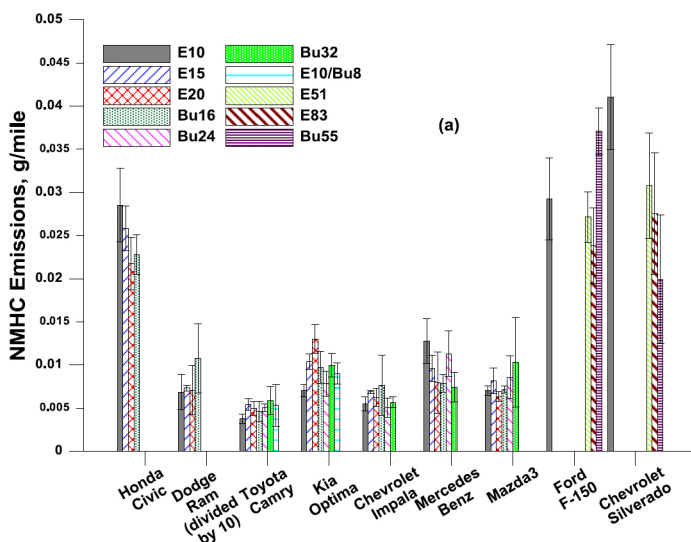 0.05
0.045
0.04
0.035
0.03
0.025
0.02
0.015
0.01
0.005
0
NMHC Emissions, g/mile
E10
E15
E20
Bu16
Bu24
Bu32
E10/Bu8
E51
E83
Bu55
(a)
Honda
Civic
Dodge
Ram
(divided
by 10)
Toyota
Camry
Kia
Optima
Chevrolet
Impala
Mercedes
Benz
Mazda3
Ford
F-150
Chevrolet
Silverado